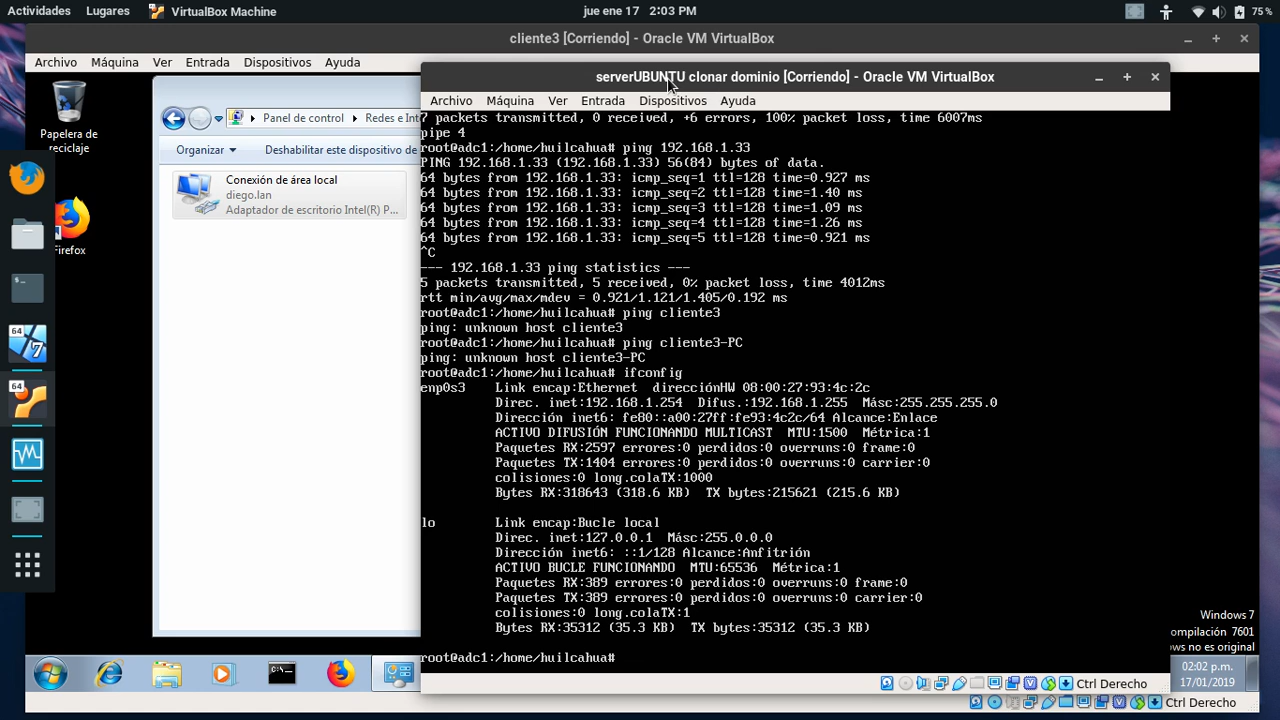 Actividades Lugares VirtualBox Machine jue ene 17 2:03 PM 75 %
cliente3 [Corriendo] - Oracle VM VirtualBox
Archivo Máquina Ver Entrada Dispositivos Ayuda
Papelera de
reciclaje
Firefox
Panel de control Redes e Int
Organizar Deshabilitar este dispositivo de
Conexión de área local
diego.lan
Adaptador de escritorio Intel(R) P...
64
7
64
serverUBUNTU clonar dominio [Corriendo] - Oracle VM VirtualBox
Archivo Máquina Ver Entrada Dispositivos Ayuda
7 packets transmitted, 0 received, +6 errors, 100% packet loss, time 6007ms
pipe 4
root@adc1:/home/huilcahua# ping 192.168.1.33
PING 192.168.1.33 (192.168.1.33) 56(84) bytes of data.
64 bytes from 192.168.1.33: icmp_seq=1 ttl=128 time=0.927 ms
64 bytes from 192.168.1.33: icmp_seq=2 ttl=128 time=1.40 ms
64 bytes from 192.168.1.33: icmp_seq=3 ttl=128 time=1.09 ms
64 bytes from 192.168.1.33: icmp_seq=4 ttl=128 time=1.26 ms
64 bytes from 192.168.1.33: icmp_seq=5 ttl=128 time=0.921 ms
^C
--- 192.168.1.33 ping statistics ---
5 packets transmitted, 5 received, 0% packet loss, time 4012ms
rtt min/avg/max/mdev = 0.921/1.121/1.405/0.192 ms
root@adc1:/home/huilcahua# ping cliente3
ping: unknown host cliente3
root@adc1:/home/huilcahua# ping cliente3-PC
ping: unknown host cliente3-PC
root@adc1:/home/huilcahua# ifconfig
enp0s3 Link encap:Ethernet direcciónHW 08:00:27:93:4c:2c
Direc. inet:192.168.1.254 Difus.:192.168.1.255 Másc:255.255.255.0
Dirección inet6: fe80::a00:27ff:fe93:4c2c/64 Alcance:Enlace
ACTIVO DIFUSIÓN FUNCIONANDO MULTICAST MTU:1500 Métrica:1
Paquetes RX:2597 errores:0 perdidos:0 overruns:0 frame:0
Paquetes TX:1404 errores:0 perdidos:0 overruns:0 carrier:0
colisiones:0 long.colaTX:1000
Bytes RX:318643 (318.6 KB) TX bytes:215621 (215.6 KB)
lo Link encap:Bucle local
Direc. inet:127.0.0.1 Másc:255.0.0.0
Dirección inet6: ::1/128 Alcance:Anfitrión
ACTIVO BUCLE FUNCIONANDO MTU:65536 Métrica:1
Paquetes RX:389 errores:0 perdidos:0 overruns:0 frame:0
Paquetes TX:389 errores:0 perdidos:0 overruns:0 carrier:0
colisiones:0 long.colaTX:1
Bytes RX:35312 (35.3 KB) TX bytes:35312 (35.3 KB)
root@adc1:/home/huilcahua#
Ctrl Derecho
Windows 7
ompilación 7601
ws no es original
02:02 p.m.
17/01/2019
Ctrl Derecho